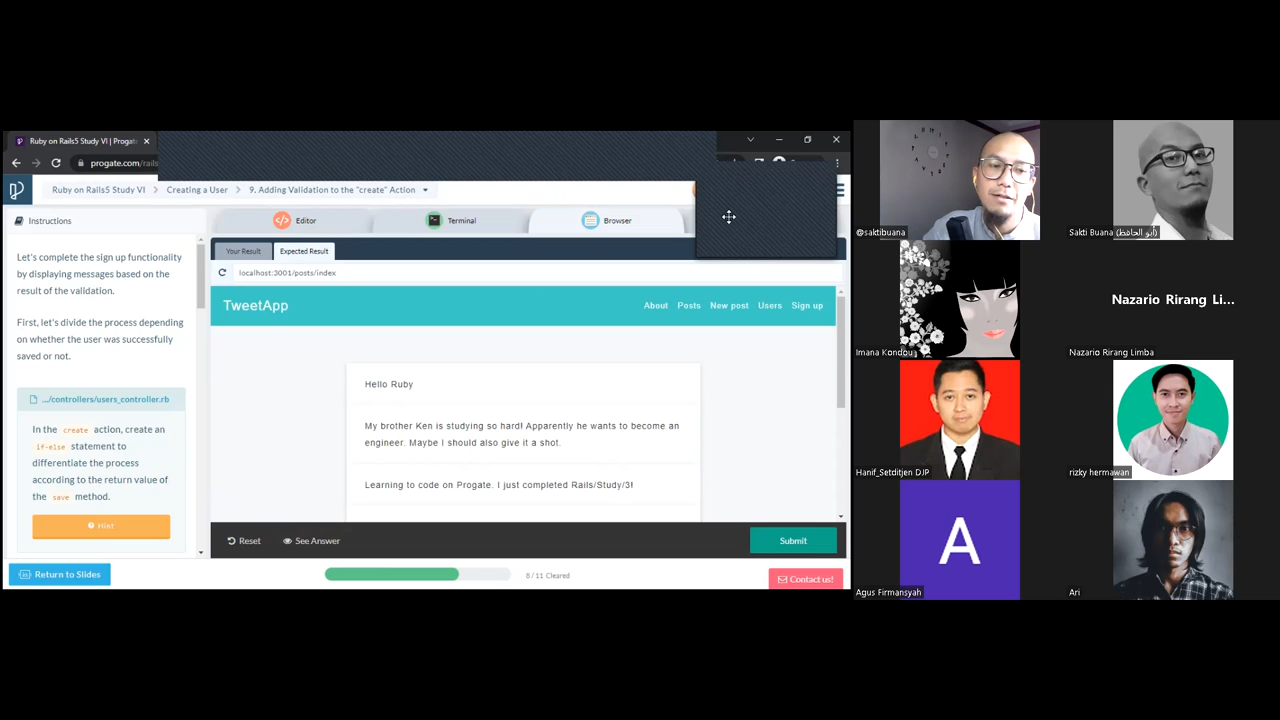 Ruby on Rails5 Study VI | Progate
progate.com/rails
Ruby on Rails5 Study VI
Creating a User
9. Adding Validation to the "create" Action
Instructions
Editor
Terminal
Browser
Let's complete the sign up functionality
by displaying messages based on the
result of the validation.
First, let's divide the process depending
on whether the user was successfully
saved or not.
.../controllers/users_controller.rb
In the create action, create an
if-else statement to
differentiate the process
according to the return value of
the save method.
Hint
Your Result
Expected Result
localhost:3001/posts/index
TweetApp
About
Posts
New post
Users
Sign up
Hello Ruby
My brother Ken is studying so hard! Apparently he wants to become an
engineer. Maybe I should also give it a shot.
Learning to code on Progate. I just completed Rails/Study/3!
Reset
See Answer
Submit
Return to Slides
8 / 11 Cleared
Contact us!
@saktibuana
Sakti Buana (أبو الحافظ)
Imana Kondou
Nazario Rirang Li...
Nazario Rirang Limba
Hanif_Setditjen DJP
rizky hermawan
A
Agus Firmansyah
Ari